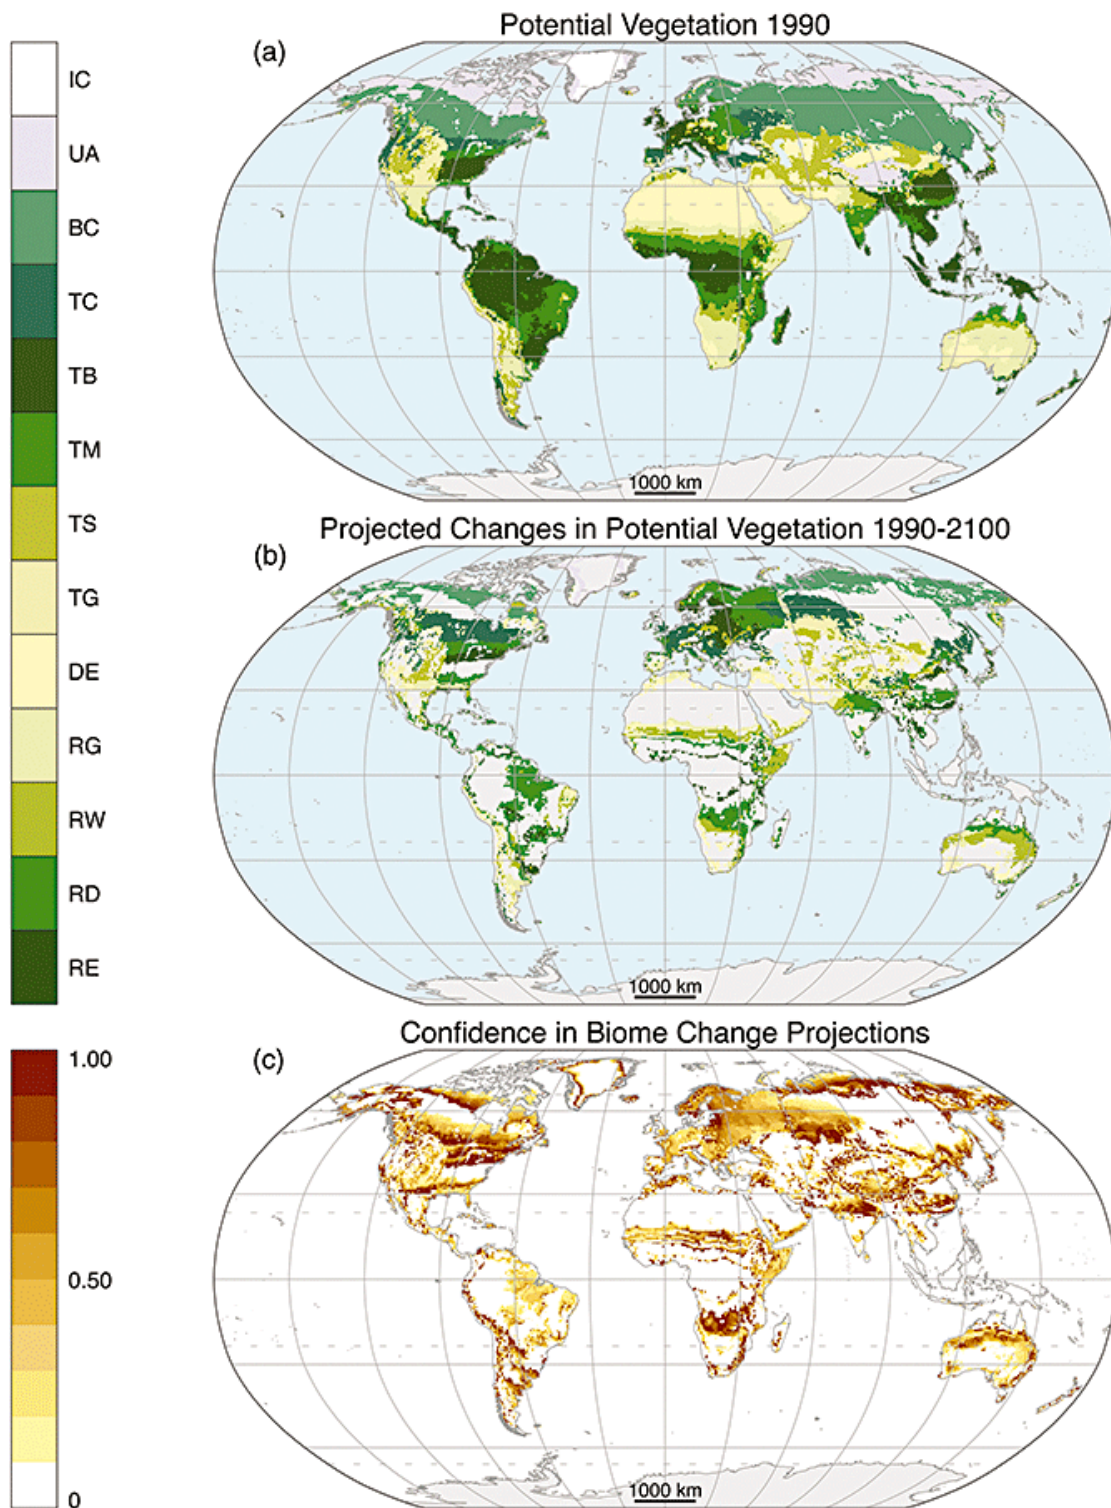 Potential Vegetation 1990
(a)
IC
UA
BC
TC
TB
TM
TS
TG
DE
RG
RW
RD
RE
1000 km
Projected Changes in Potential Vegetation 1990-2100
(b)
1000 km
Confidence in Biome Change Projections
(c)
1.00
0.50
0
1000 km